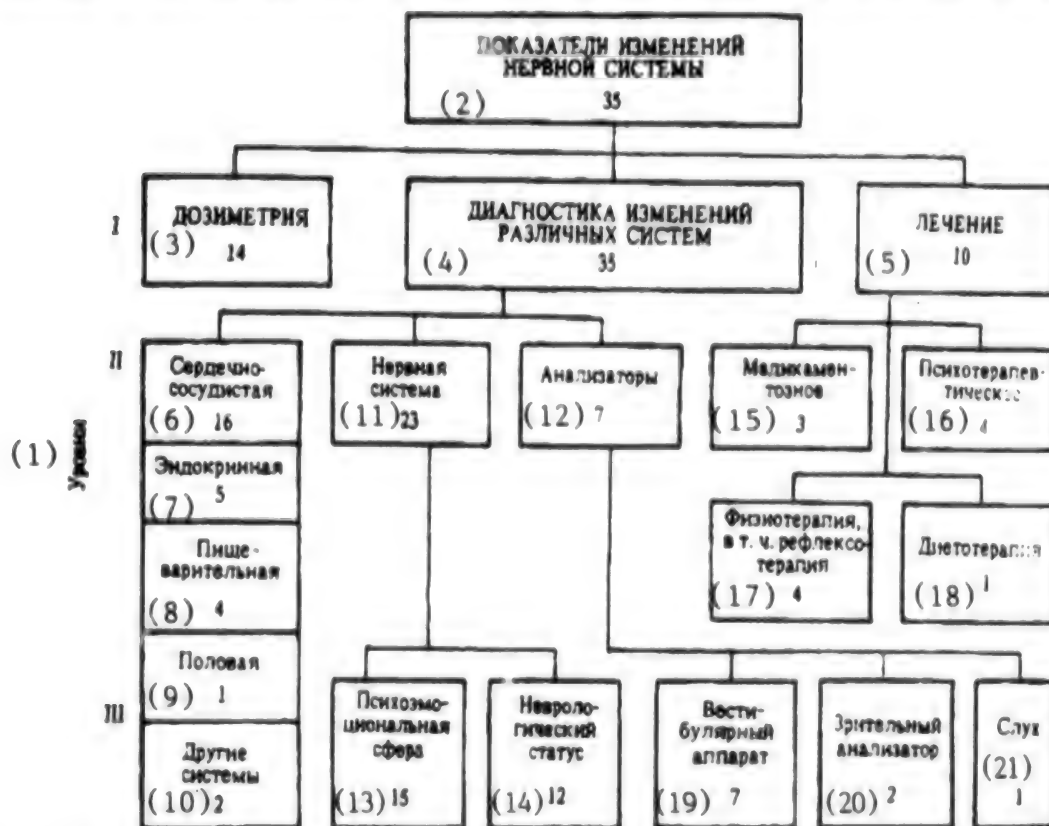 ПОКАЗАТЕЛИ ИЗМЕНЕНИЙ
НЕРВНОЙ СИСТЕМЫ
(2) 35
I
ДОЗИМЕТРИЯ
(3) 14
ДИАГНОСТИКА ИЗМЕНЕНИЙ
РАЗЛИЧНЫХ СИСТЕМ
(4) 35
ЛЕЧЕНИЕ
(5) 10
II
Сердечно-
сосудистая
(6) 16
Нервная
система
(11) 23
Анализаторы
(12) 7
Медикамен-
тозное
(15) 3
Психотерапев-
тическое
(16) 4
(1) Уровни
Эндокринная
(7) 5
Пище-
варительная
(8) 4
Физиотерапия,
в т. ч. рефлексо-
терапия
(17) 4
Диетотерапия
(18) 1
Половая
(9) 1
III
Другие
системы
(10) 2
Психоэмо-
циональная
сфера
(13) 15
Невроло-
гический
статус
(14) 12
Вести-
булярный
аппарат
(19) 7
Зрительный
анализатор
(20) 2
Слух
(21) 1